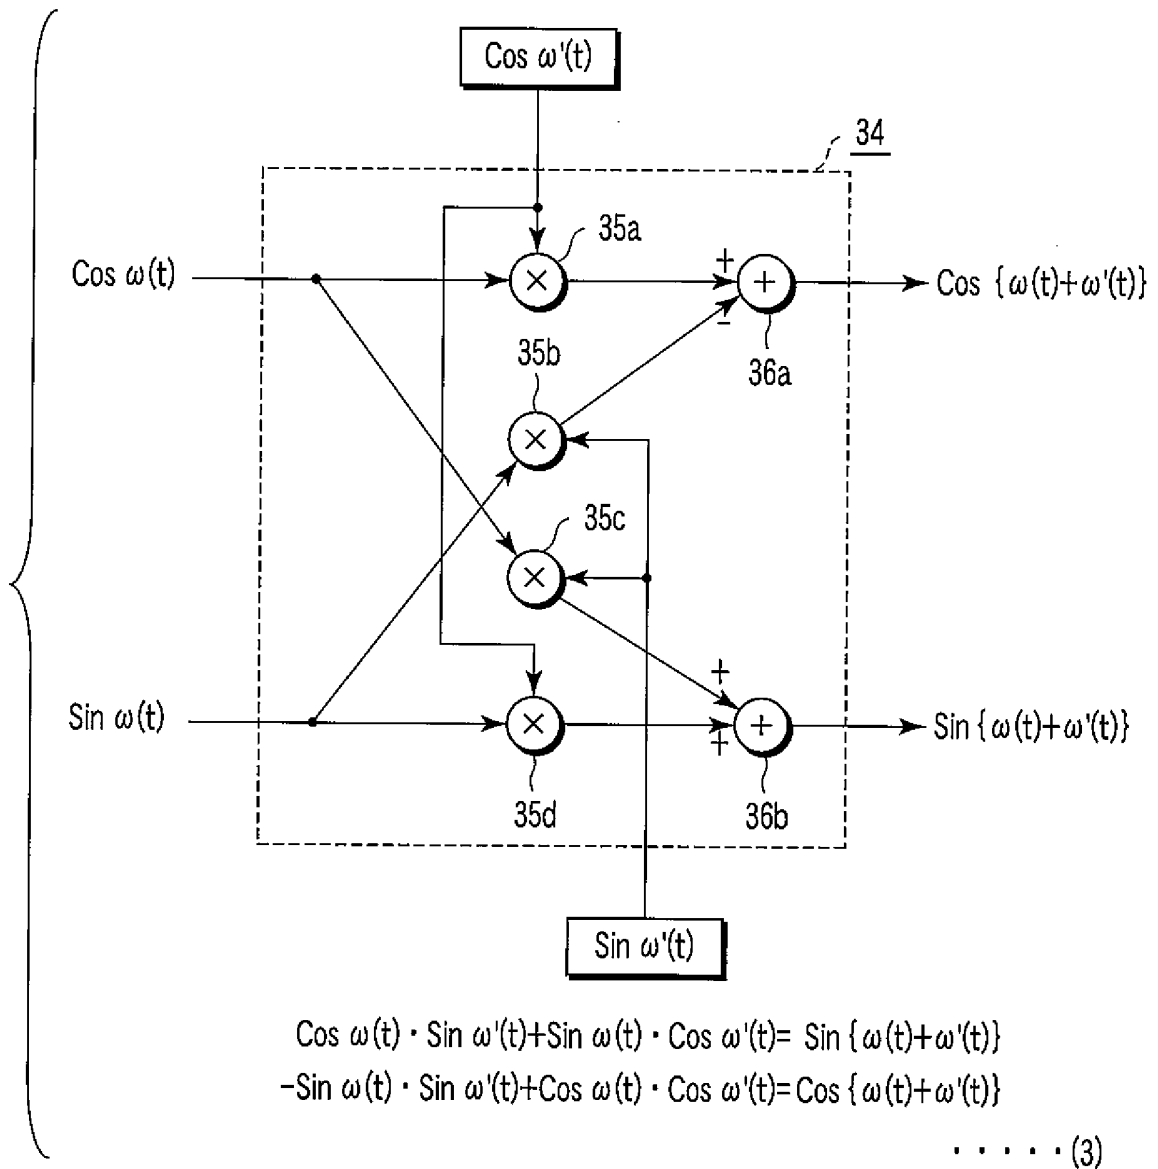 Cos ω'(t)
34
35a
Cos ω(t)
×
+
+
Cos {ω(t)+ω'(t)}
-
35b
36a
×
35c
×
+
Sin ω(t)
×
+
Sin {ω(t)+ω'(t)}
+
35d
36b
Sin ω'(t)
Cos ω(t) · Sin ω'(t)+Sin ω(t) · Cos ω'(t)= Sin {ω(t)+ω'(t)}
-Sin ω(t) · Sin ω'(t)+Cos ω(t) · Cos ω'(t)=Cos {ω(t)+ω'(t)}
· · · · · (3)